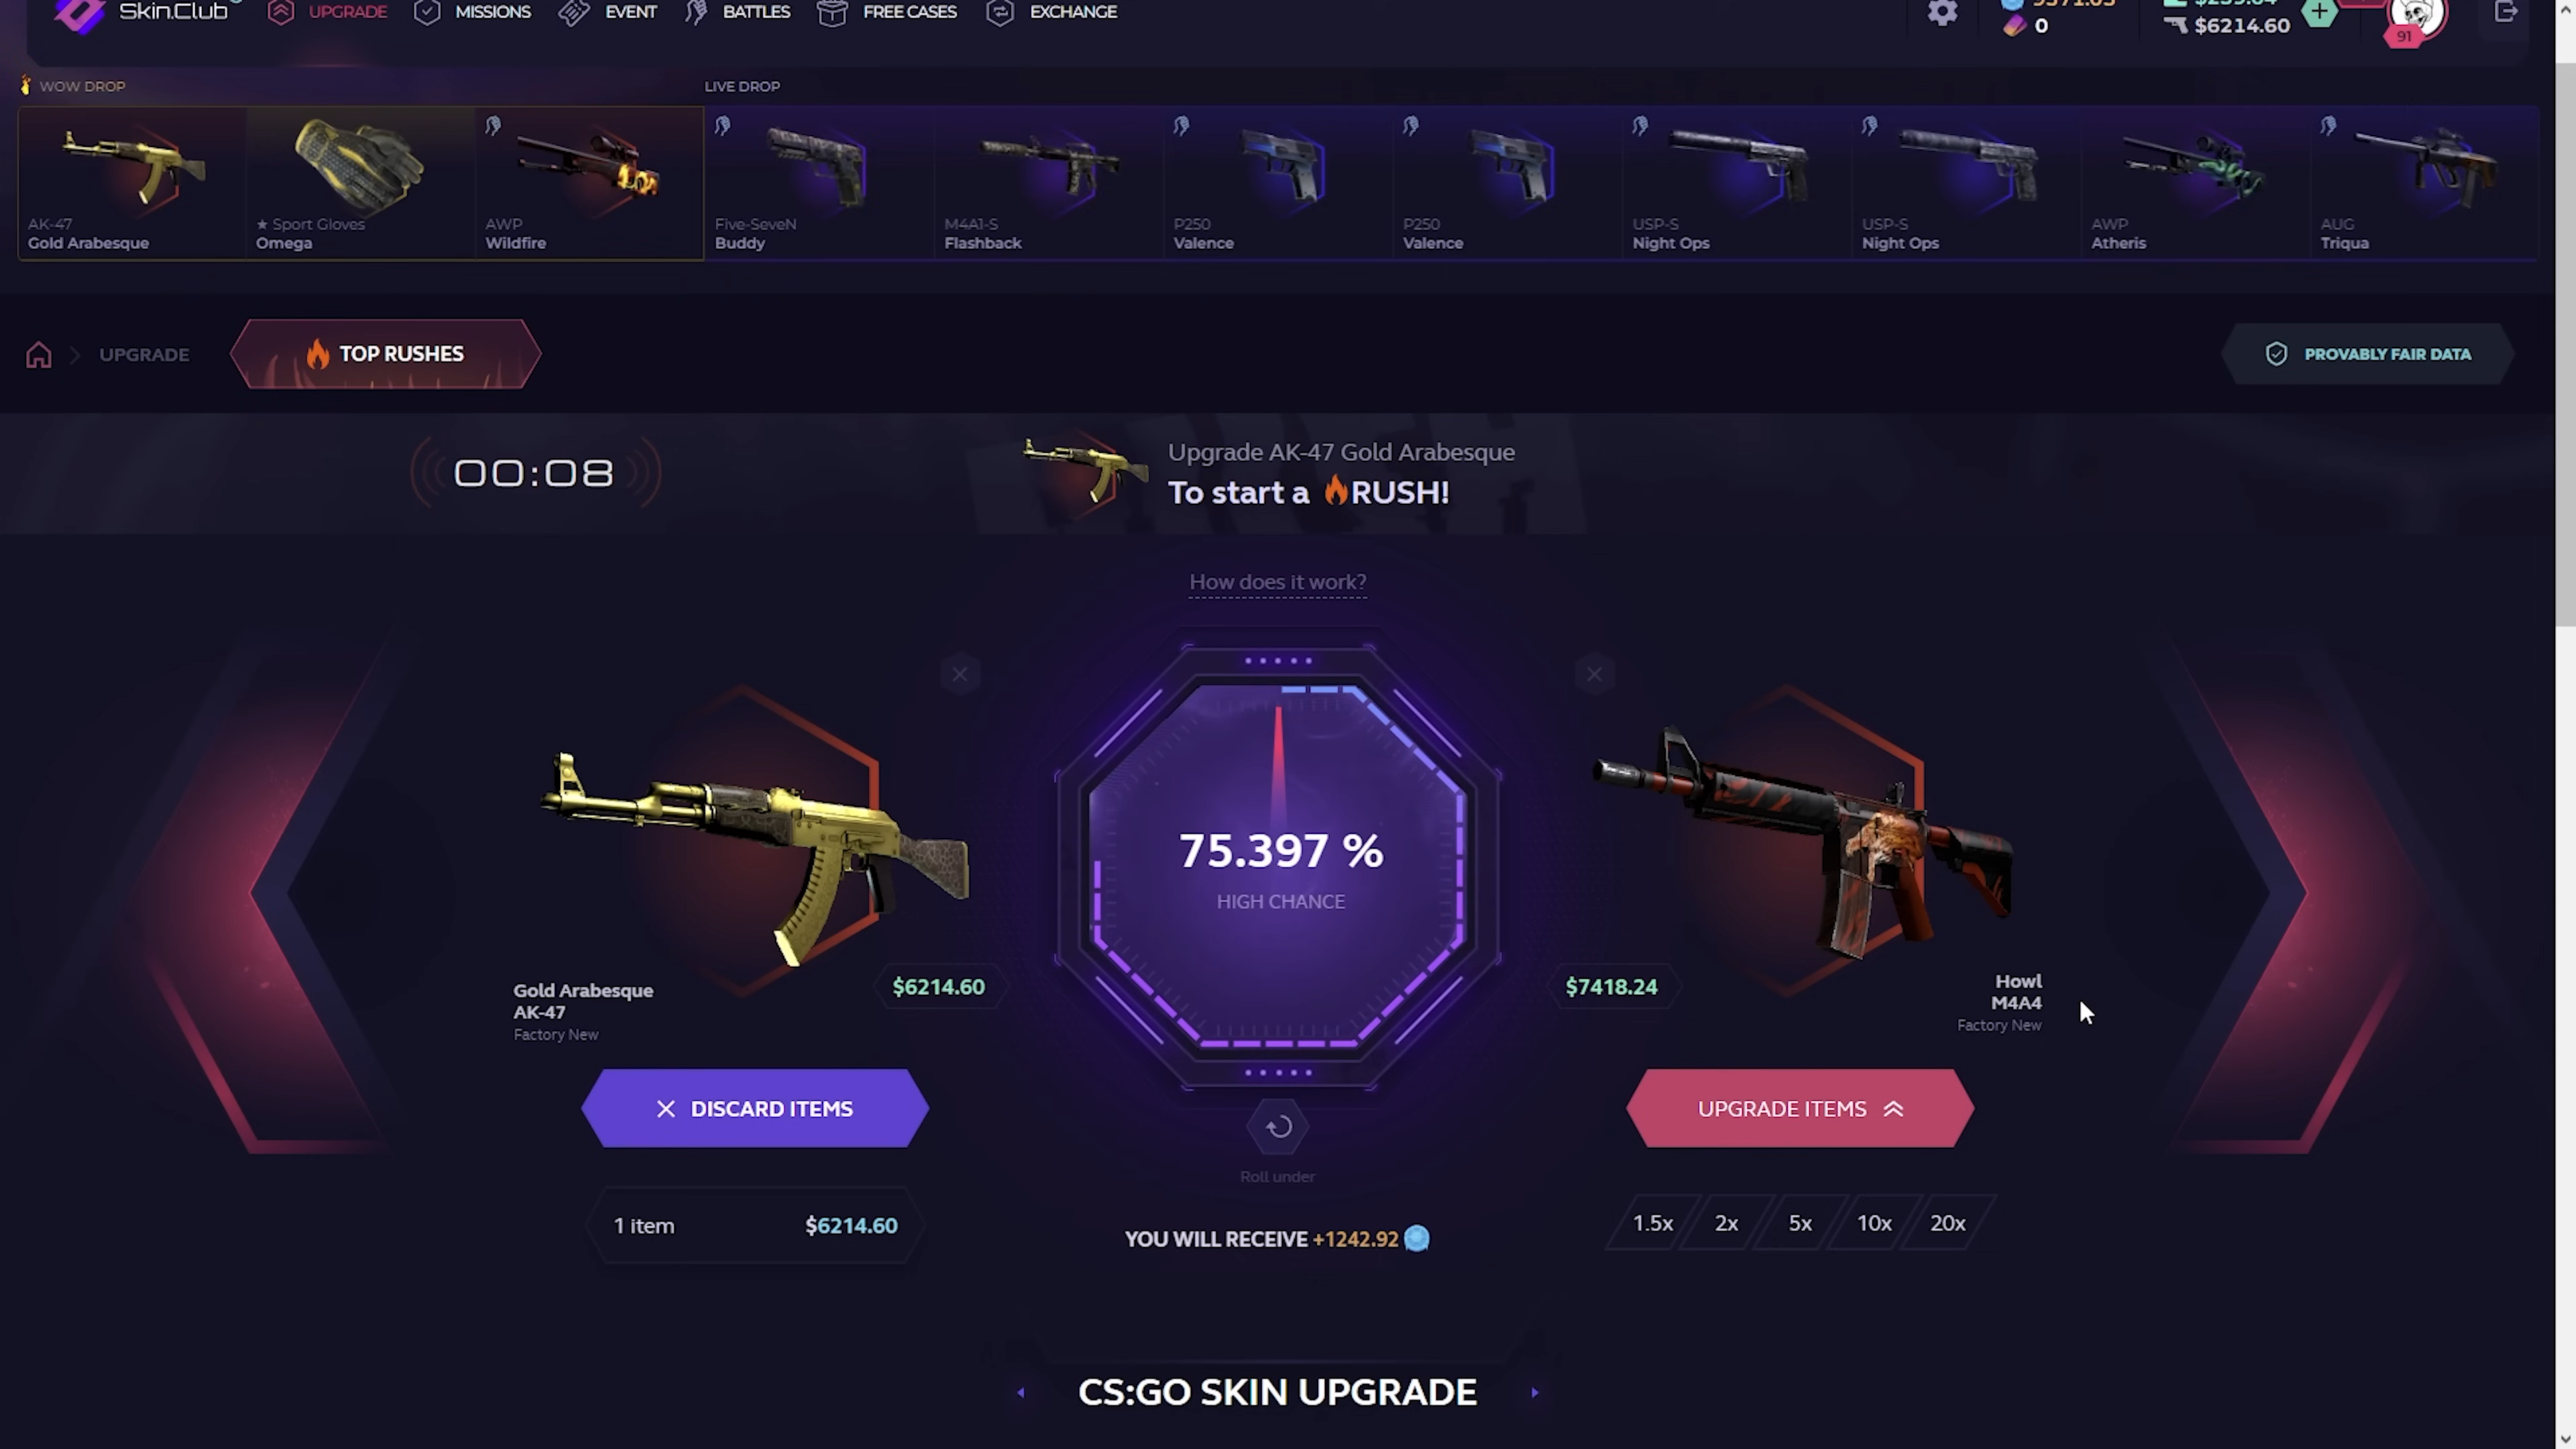 Skin.Club
UPGRADE
MISSIONS
EVENT
BATTLES
FREE CASES
EXCHANGE
0
$6214.60
91
WOW DROP
LIVE DROP
AK-47
Gold Arabesque
★ Sport Gloves
Omega
AWP
Wildfire
Five-SeveN
Buddy
M4A1-S
Flashback
P250
Valence
P250
Valence
USP-S
Night Ops
USP-S
Night Ops
AWP
Atheris
AUG
Triqua
UPGRADE
TOP RUSHES
PROVABLY FAIR DATA
00:08
Upgrade AK-47 Gold Arabesque
To start a RUSH!
How does it work?
75.397 %
HIGH CHANCE
Gold Arabesque
AK-47
Factory New
$6214.60
$7418.24
Howl
M4A4
Factory New
DISCARD ITEMS
UPGRADE ITEMS
Roll under
1 item $6214.60
YOU WILL RECEIVE +1242.92
1.5x 2x 5x 10x 20x
CS:GO SKIN UPGRADE